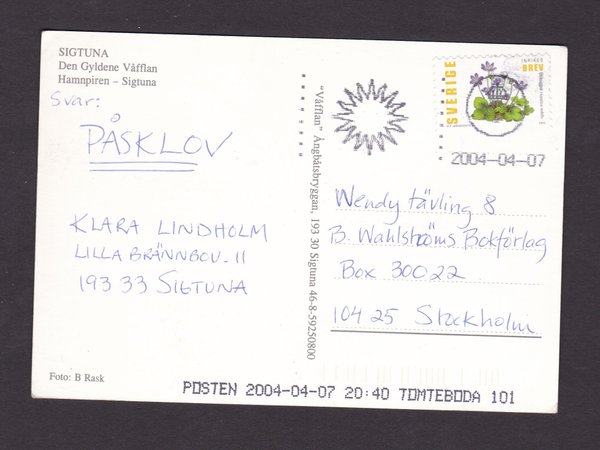 SIGTUNA
Den Gyldene Våfflan
Hamnpiren – Sigtuna
Svar:
PÅSKLOV
KLARA LINDHOLM
LILLA BRÄNNBOV. 11
193 33 SIGTUNA
Foto: B Rask
"Våfflan" Ångbåtsbryggan, 193 30 Sigtuna 46-8-59250800
SVERIGE
INRIKES
BREV
2004-04-07
Wendy tävling 8
B. Wahlströms Bokförlag
Box 30022
104 25 Stockholm
POSTEN 2004-04-07 20:40 TOMTEBODA 101